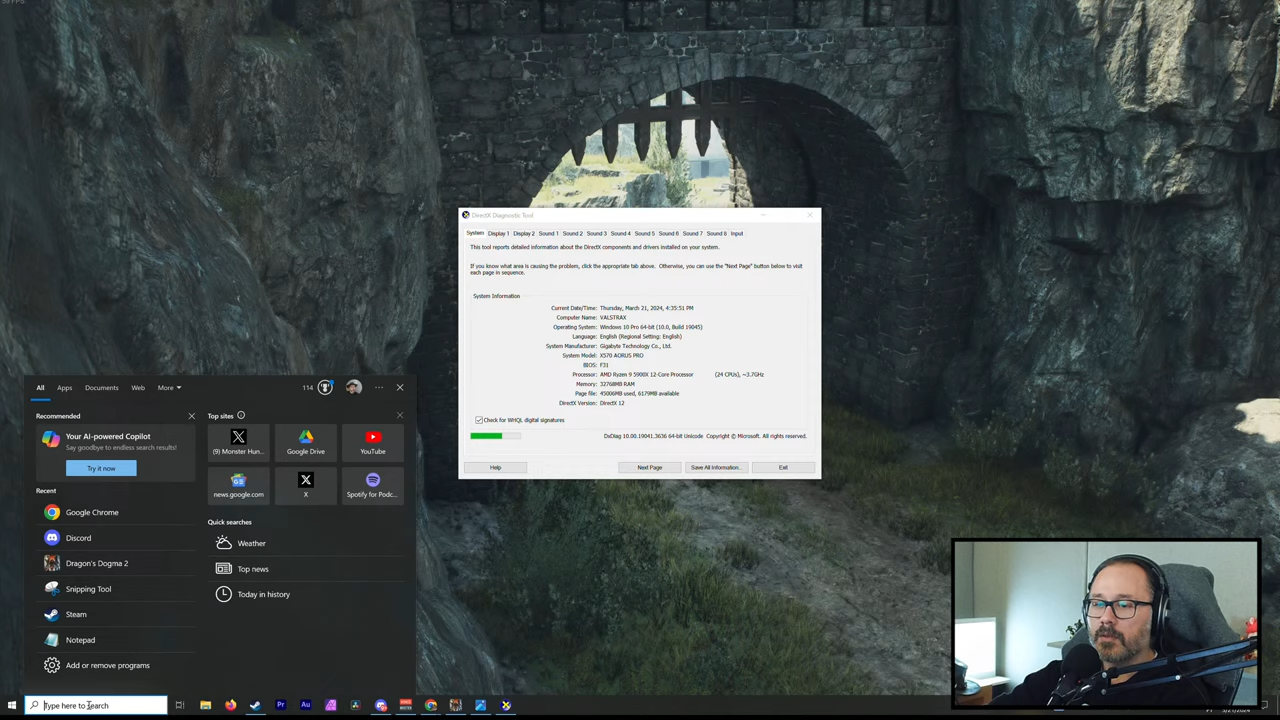 59 FPS
DirectX Diagnostic Tool
System Display 1 Display 2 Sound 1 Sound 2 Sound 3 Sound 4 Sound 5 Sound 6 Sound 7 Sound 8 Input
This tool reports detailed information about the DirectX components and drivers installed on your system.
If you know what area is causing the problem, click the appropriate tab above. Otherwise, you can use the "Next Page" button below to visit
each page in sequence.
System Information
Current Date/Time: Thursday, March 21, 2024, 4:35:51 PM
Computer Name: VALSTRAX
Operating System: Windows 10 Pro 64-bit (10.0, Build 19045)
Language: English (Regional Setting: English)
System Manufacturer: Gigabyte Technology Co., Ltd.
System Model: X570 AORUS PRO
BIOS: F31
Processor: AMD Ryzen 9 5900X 12-Core Processor (24 CPUs), ~3.7GHz
Memory: 32768MB RAM
Page file: 45006MB used, 6179MB available
DirectX Version: DirectX 12
Check for WHQL digital signatures
DxDiag 10.00.19041.3636 64-bit Unicode Copyright © Microsoft. All rights reserved.
Help Next Page Save All Information... Exit
All Apps Documents Web More 114
Recommended
Your AI-powered Copilot
Say goodbye to endless search results!
Try it now
Recent
Google Chrome
Discord
Dragon's Dogma 2
Snipping Tool
Steam
Notepad
Add or remove programs
Top sites
(9) Monster Hun...
Google Drive
YouTube
news.google.com
X
Spotify for Podc...
Quick searches
Weather
Top news
Today in history
Type here to search
Pr Au
3/21/2024